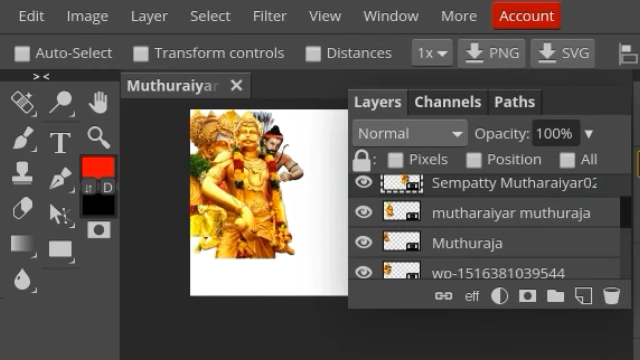 Edit Image Layer Select Filter View Window More Account
Auto-Select Transform controls Distances 1x PNG SVG
> <
Muthuraiyar
Layers Channels Paths
Normal Opacity: 100%
Pixels Position All
Sempatty Mutharaiyar02
mutharaiyar muthuraja
Muthuraja
wp-1516381039544
D
eff